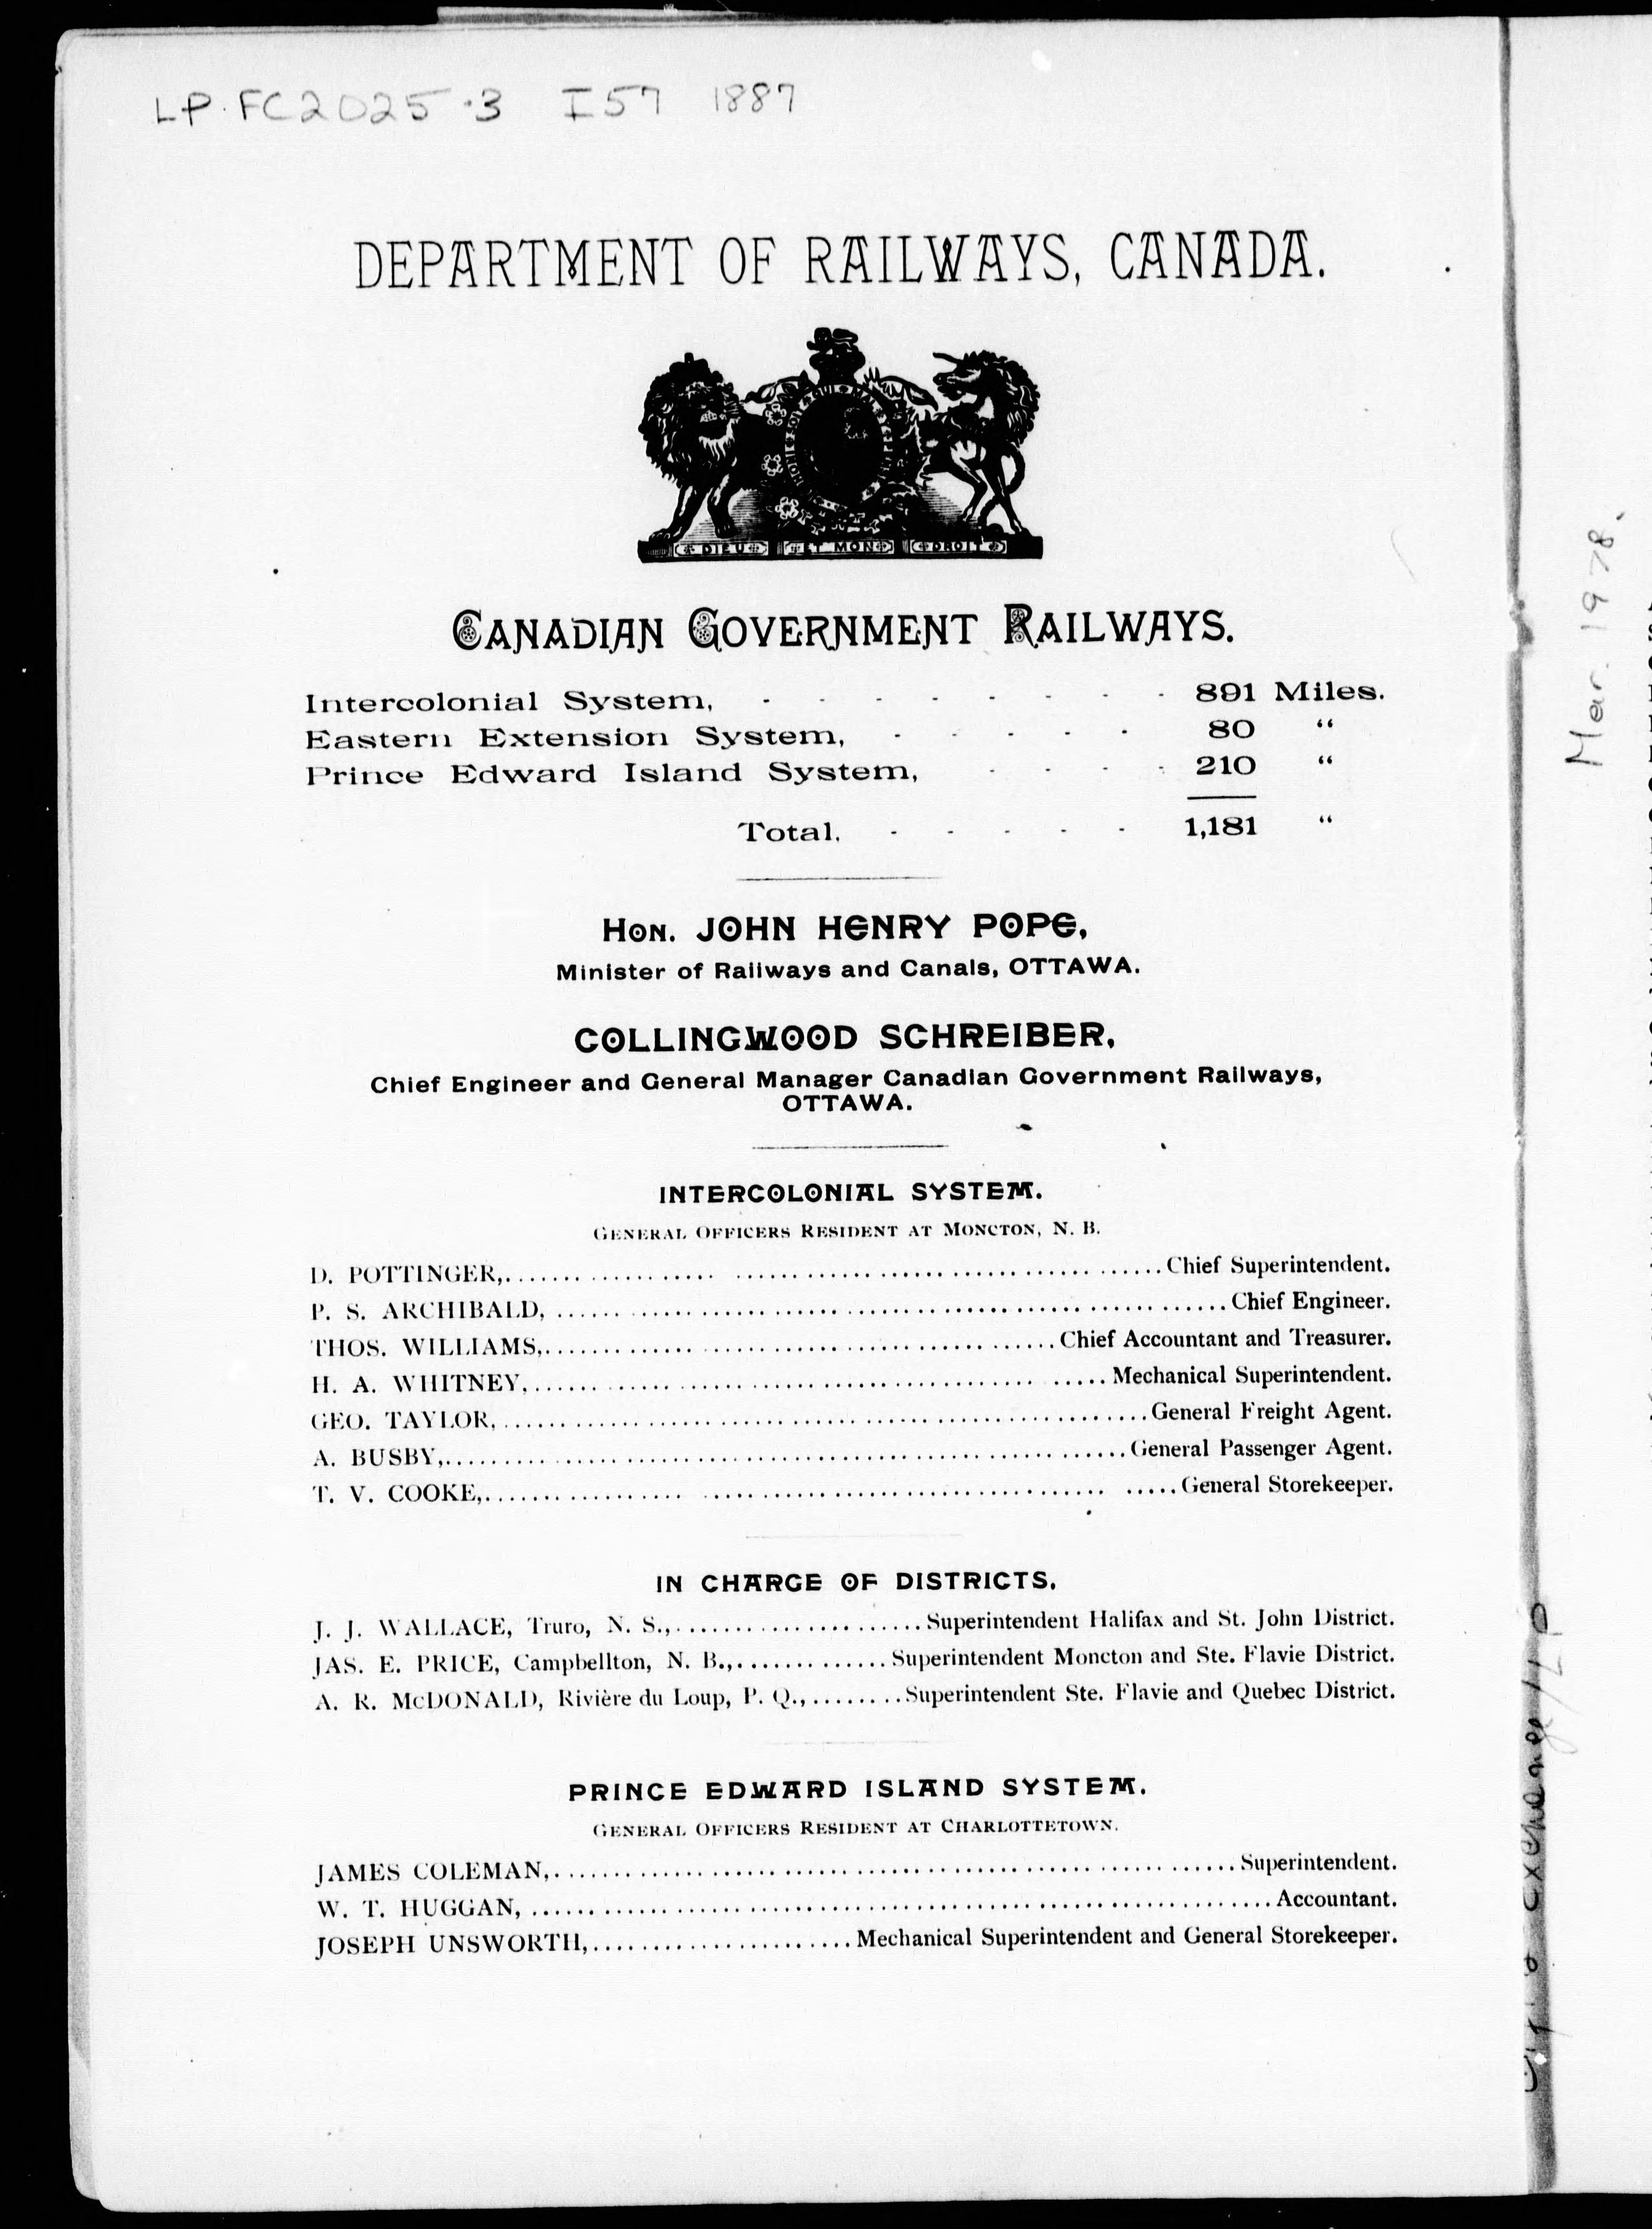 LP. FC2025.3 I57 1887
DEPARTMENT OF RAILWAYS, CANADA.
DIEU ET MON DROIT
CANADIAN GOVERNMENT RAILWAYS.
Intercolonial System, - - - - - - - - 891 Miles.
Eastern Extension System, - - - - - 80 “
Prince Edward Island System, - - - - 210 “
Total. - - - - - 1,181 “
HON. JOHN HENRY POPE,
Minister of Railways and Canals, OTTAWA.
COLLINGWOOD SCHREIBER,
Chief Engineer and General Manager Canadian Government Railways,
OTTAWA.
INTERCOLONIAL SYSTEM.
GENERAL OFFICERS RESIDENT AT MONCTON, N. B.
D. POTTINGER,........Chief Superintendent.
P. S. ARCHIBALD,........Chief Engineer.
THOS. WILLIAMS,........Chief Accountant and Treasurer.
H. A. WHITNEY,........Mechanical Superintendent.
GEO. TAYLOR,........General Freight Agent.
A. BUSBY,........General Passenger Agent.
T. V. COOKE,........General Storekeeper.
IN CHARGE OF DISTRICTS.
J. J. WALLACE, Truro, N. S.,........Superintendent Halifax and St. John District.
JAS. E. PRICE, Campbellton, N. B.,........Superintendent Moncton and Ste. Flavie District.
A. R. McDONALD, Rivière du Loup, P. Q.,........Superintendent Ste. Flavie and Quebec District.
PRINCE EDWARD ISLAND SYSTEM.
GENERAL OFFICERS RESIDENT AT CHARLOTTETOWN.
JAMES COLEMAN,........Superintendent.
W. T. HUGGAN,........Accountant.
JOSEPH UNSWORTH,........Mechanical Superintendent and General Storekeeper.
Mar. 1978.
exchange